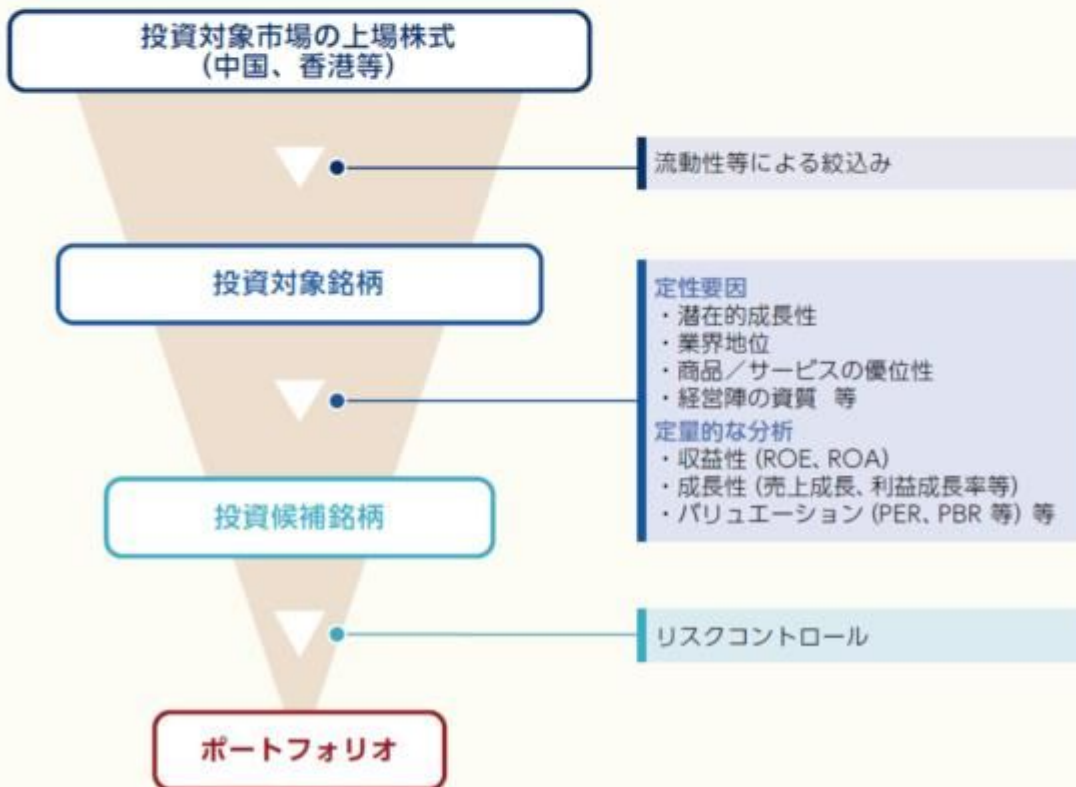 投資対象市場の上場株式
(中国、香港等)
流動性等による絞込み
投資対象銘柄
定性要因
・潜在的成長性
・業界地位
・商品／サービスの優位性
・経営陣の資質 等
定量的な分析
・収益性 (ROE、ROA)
・成長性 (売上成長、利益成長率等)
・バリュエーション (PER、PBR 等) 等
投資候補銘柄
リスクコントロール
ポートフォリオ